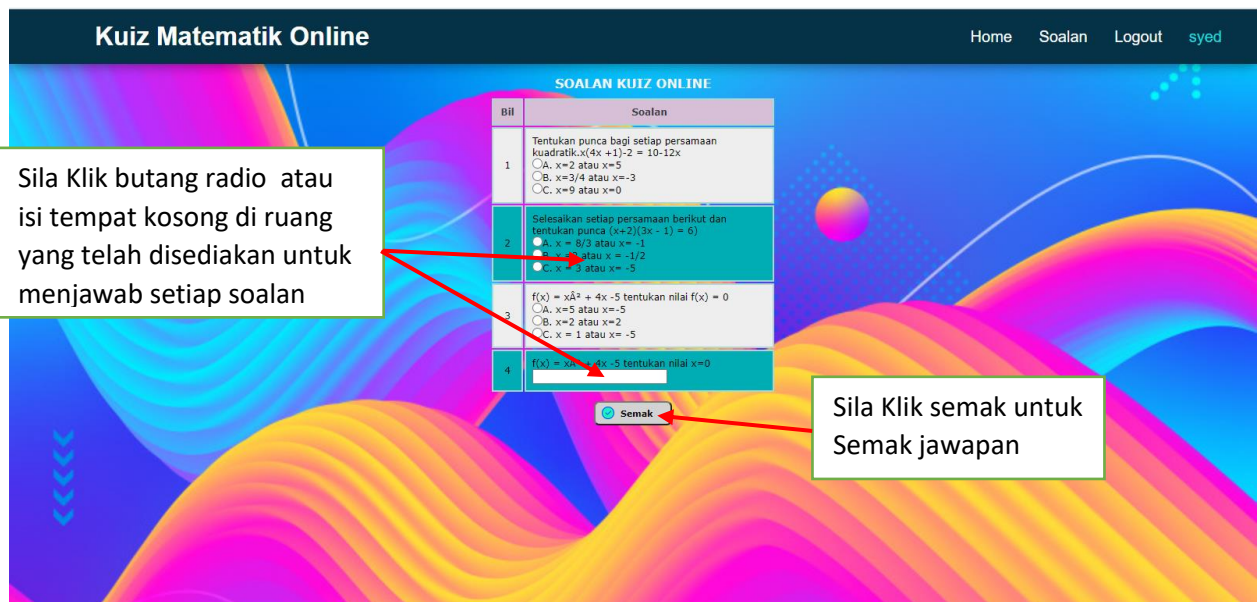 Kuiz Matematik Online
Home Soalan Logout syed
SOALAN KUIZ ONLINE
Bil Soalan
1
Tentukan punca bagi setiap persamaan
kuadratik.x(4x +1)-2 = 10-12x
A. x=2 atau x=5
B. x=3/4 atau x=-3
C. x=9 atau x=0
2
Selesaikan setiap persamaan berikut dan
tentukan punca (x+2)(3x - 1) = 6)
A. x = 8/3 atau x= -1
atau x = -1/2
C. x = 3 atau x= -5
3
f(x) = xÂ² + 4x -5 tentukan nilai f(x) = 0
A. x=5 atau x=-5
B. x=2 atau x=2
C. x = 1 atau x= -5
4
f(x) = xÂ² + 4x -5 tentukan nilai x=0
Semak
Sila Klik butang radio atau
isi tempat kosong di ruang
yang telah disediakan untuk
menjawab setiap soalan
Sila Klik semak untuk
Semak jawapan